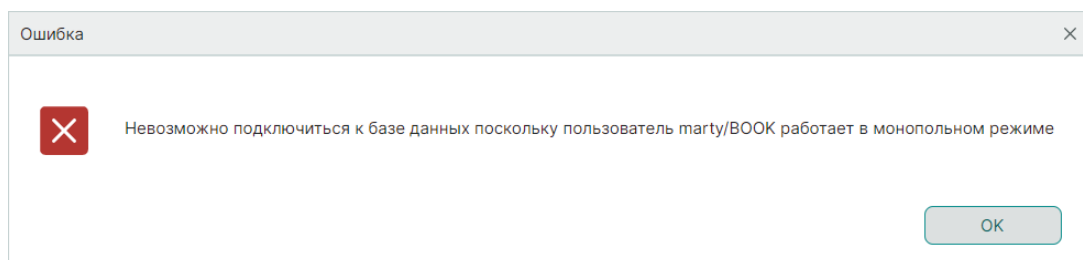 Ошибка
Невозможно подключиться к базе данных поскольку пользователь marty/BOOK работает в монопольном режиме
OK